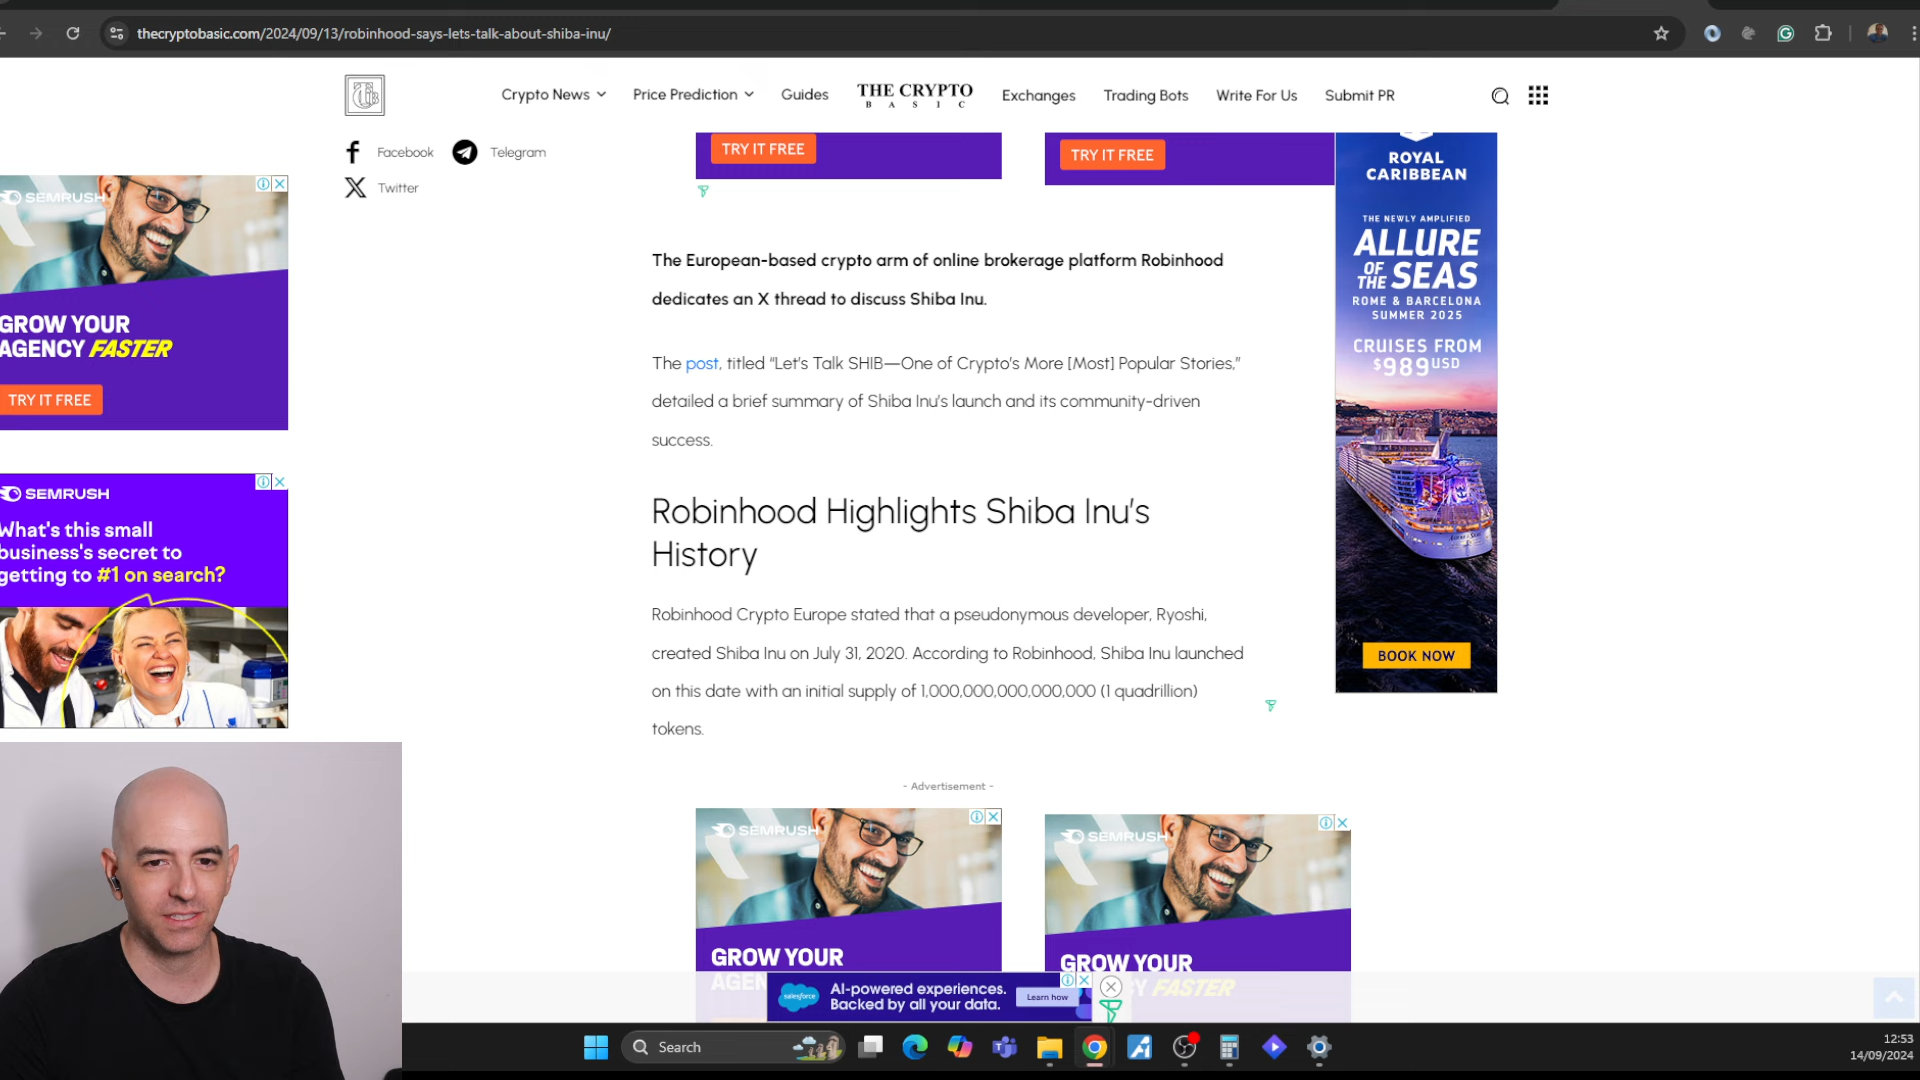 thecryptobasic.com/2024/09/13/robinhood-says-lets-talk-about-shiba-inu/
Crypto News
Price Prediction
Guides
THE CRYPTO
BASIC
Exchanges
Trading Bots
Write For Us
Submit PR
Facebook
Telegram
Twitter
TRY IT FREE
TRY IT FREE
SEMRUSH
GROW YOUR
AGENCY FASTER
TRY IT FREE
SEMRUSH
What's this small
business's secret to
getting to #1 on search?
The European-based crypto arm of online brokerage platform Robinhood
dedicates an X thread to discuss Shiba Inu.
The post, titled “Let’s Talk SHIB—One of Crypto’s More [Most] Popular Stories,”
detailed a brief summary of Shiba Inu’s launch and its community-driven
success.
Robinhood Highlights Shiba Inu’s
History
Robinhood Crypto Europe stated that a pseudonymous developer, Ryoshi,
created Shiba Inu on July 31, 2020. According to Robinhood, Shiba Inu launched
on this date with an initial supply of 1,000,000,000,000,000 (1 quadrillion)
tokens.
- Advertisement -
ROYAL
CARIBBEAN
THE NEWLY AMPLIFIED
ALLURE
OF THE SEAS
ROME & BARCELONA
SUMMER 2025
CRUISES FROM
$989USD
BOOK NOW
SEMRUSH
GROW YOUR
AGEN
SEMRUSH
GROW YOUR
CY FASTER
salesforce
AI-powered experiences.
Backed by all your data.
Learn how
Search
12:53
14/09/2024